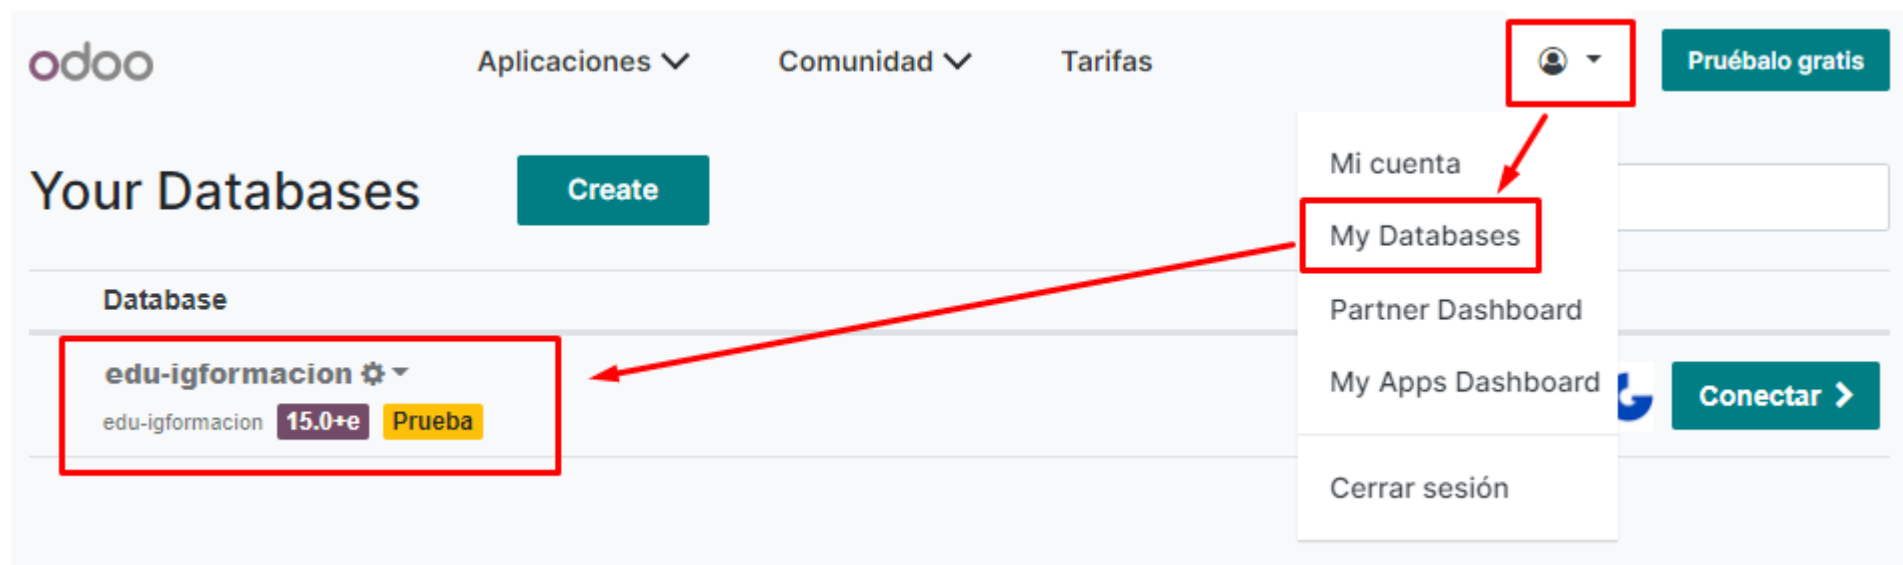 odoo
Aplicaciones
Comunidad
Tarifas
Pruébalo gratis
Your Databases
Create
Mi cuenta
My Databases
Partner Dashboard
My Apps Dashboard
Cerrar sesión
Database
edu-igformacion
edu-igformacion 15.0+e Prueba
Conectar